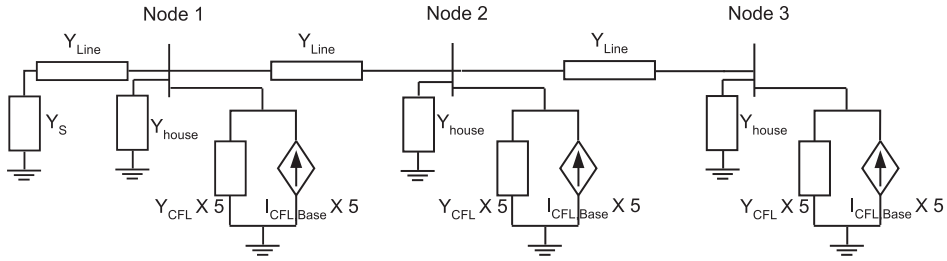 Node 1
Node 2
Node 3
Y_Line
Y_Line
Y_Line
Y_S
Y_house
Y_house
Y_house
Y_CFL X 5
I_CFL,Base X 5
Y_CFL X 5
I_CFL,Base X 5
Y_CFL X 5
I_CFL,Base X 5